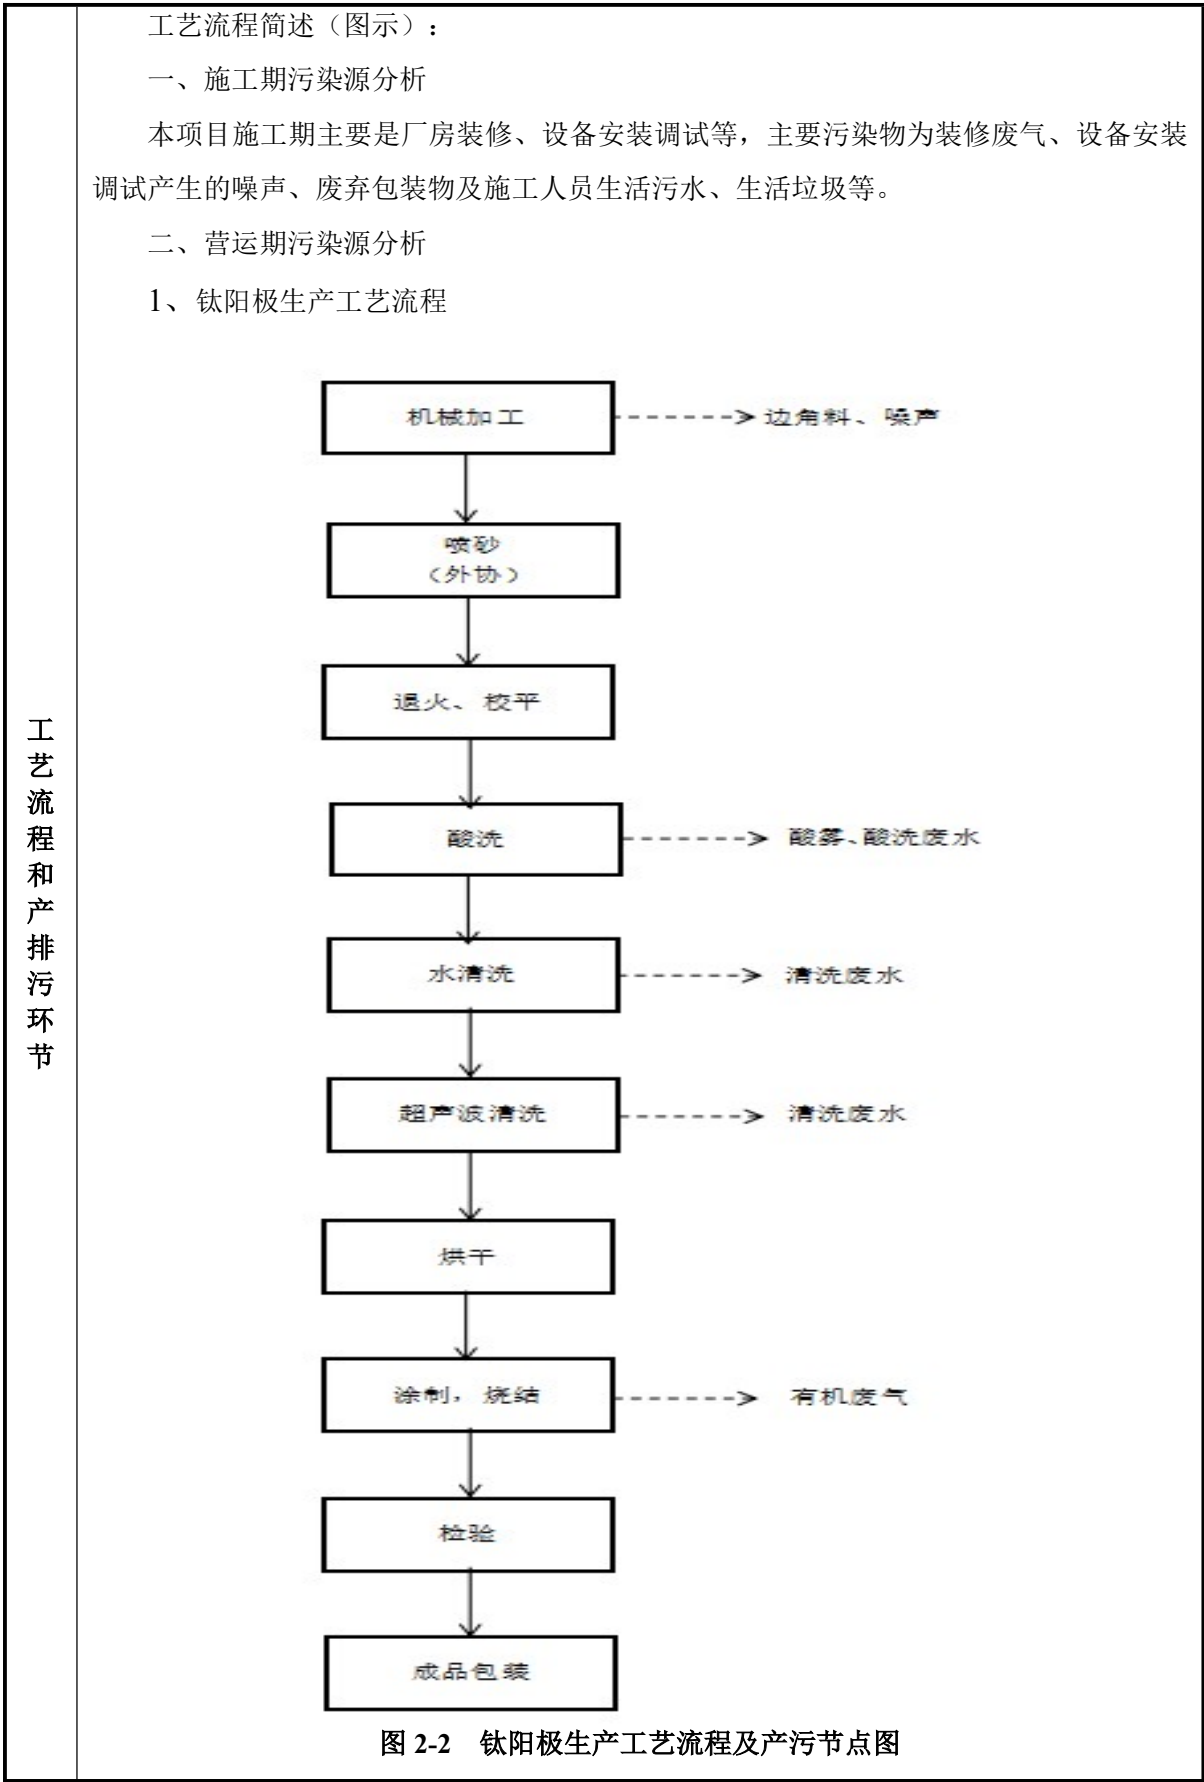 工艺流程和产排污环节
工艺流程简述（图示）：
一、施工期污染源分析
本项目施工期主要是厂房装修、设备安装调试等，主要污染物为装修废气、设备安装
调试产生的噪声、废弃包装物及施工人员生活污水、生活垃圾等。
二、营运期污染源分析
1、钛阳极生产工艺流程
机械加工
边角料、噪声
喷砂
（外协）
退火、校平
酸洗
酸雾、酸洗废水
水清洗
清洗废水
超声波清洗
清洗废水
烘干
涂制，烧结
有机废气
检验
成品包装
图 2-2 钛阳极生产工艺流程及产污节点图